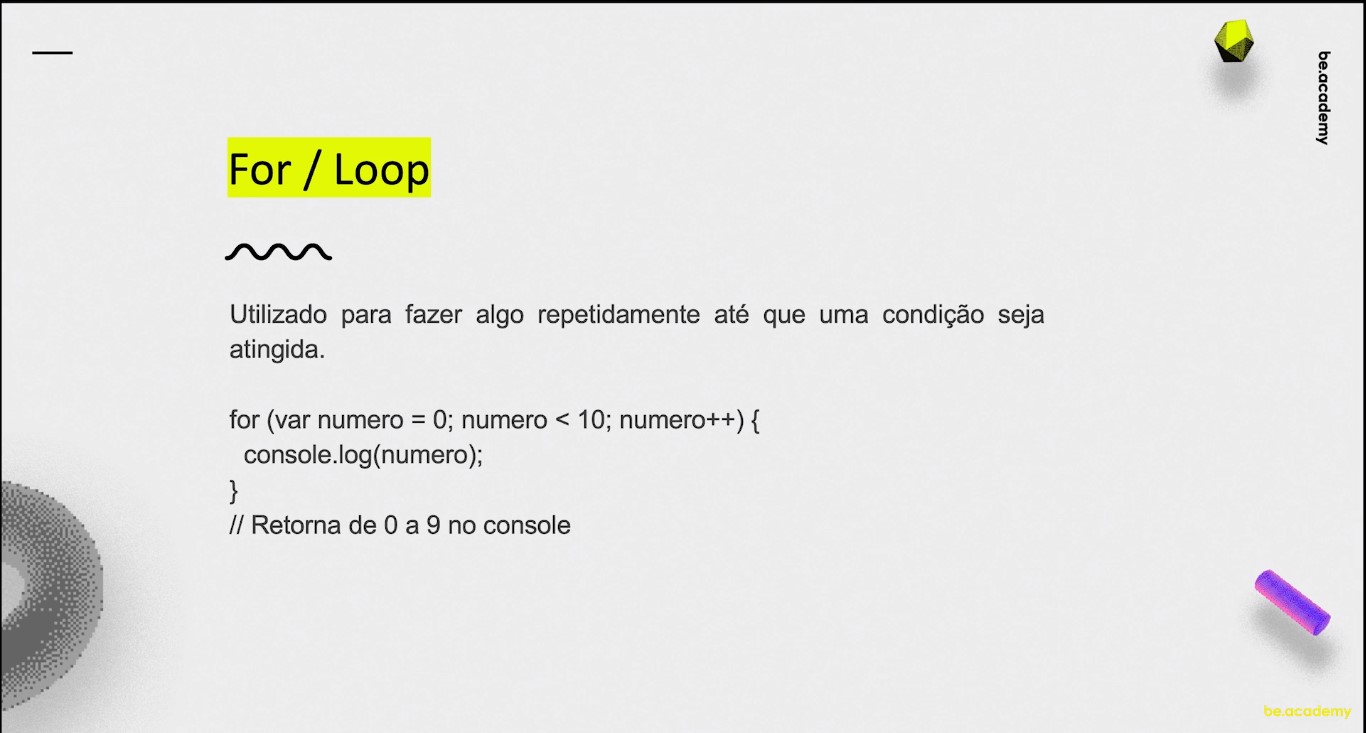 be.academy
For / Loop
Utilizado para fazer algo repetidamente até que uma condição seja
atingida.
for (var numero = 0; numero < 10; numero++) {
console.log(numero);
}
// Retorna de 0 a 9 no console
be.academy